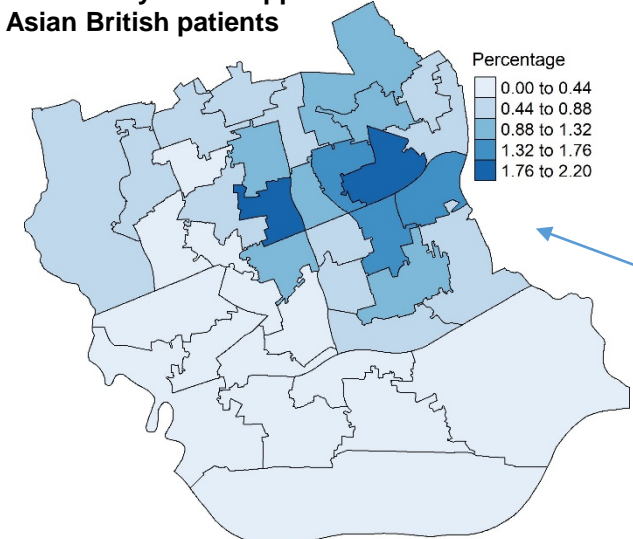 Asian British patients
Percentage
0.00 to 0.44
0.44 to 0.88
0.88 to 1.32
1.32 to 1.76
1.76 to 2.20